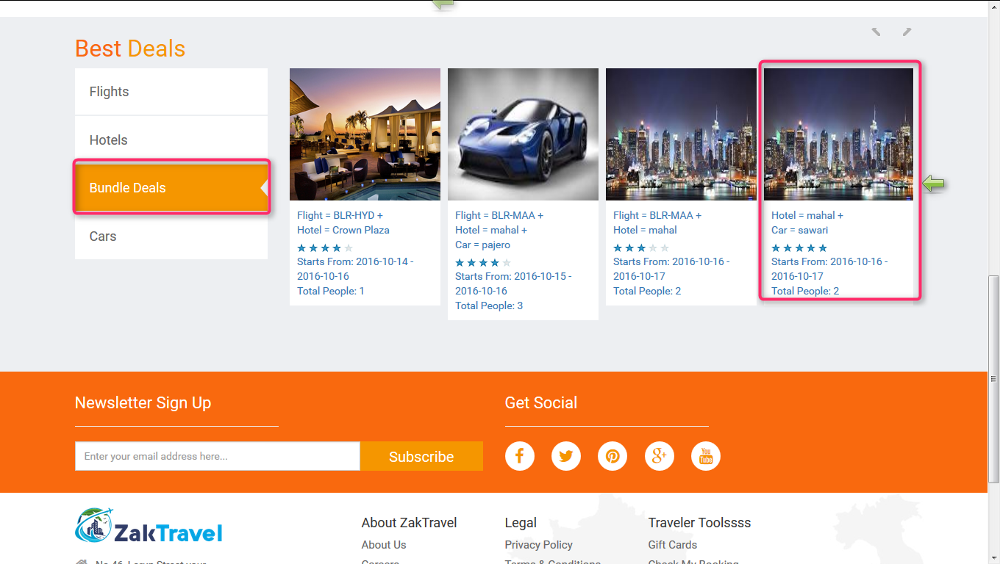 Best Deals
Flights
Hotels
Bundle Deals
Cars
Flight = BLR-HYD +
Hotel = Crown Plaza
Starts From: 2016-10-14 -
2016-10-16
Total People: 1
Flight = BLR-MAA +
Hotel = mahal +
Car = pajero
Starts From: 2016-10-15 -
2016-10-16
Total People: 3
Flight = BLR-MAA +
Hotel = mahal
Starts From: 2016-10-16 -
2016-10-17
Total People: 2
Hotel = mahal +
Car = sawari
Starts From: 2016-10-16 -
2016-10-17
Total People: 2
Newsletter Sign Up
Enter your email address here...
Subscribe
Get Social
f
g+
You
Tube
ZakTravel
About ZakTravel
About Us
Careers
Legal
Privacy Policy
Terms & Conditions
Traveler Toolssss
Gift Cards
Check My Booking